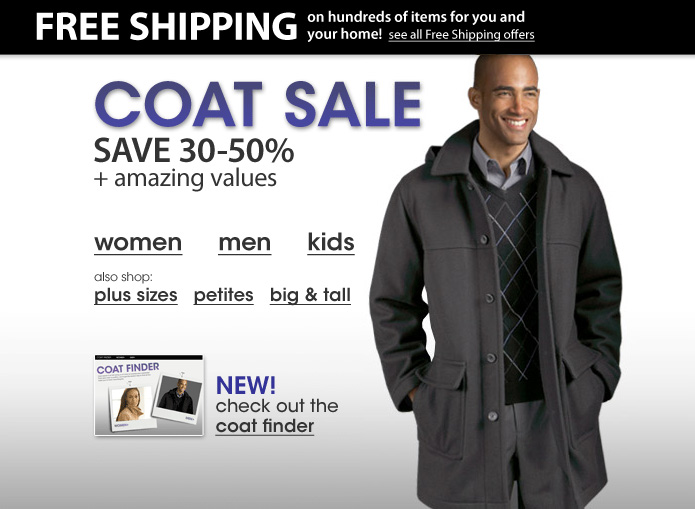 FREE SHIPPING
on hundreds of items for you and
your home! see all Free Shipping offers
COAT SALE
SAVE 30-50%
+ amazing values
women men kids
also shop:
plus sizes petites big & tall
COAT FINDER
NEW!
check out the
coat finder